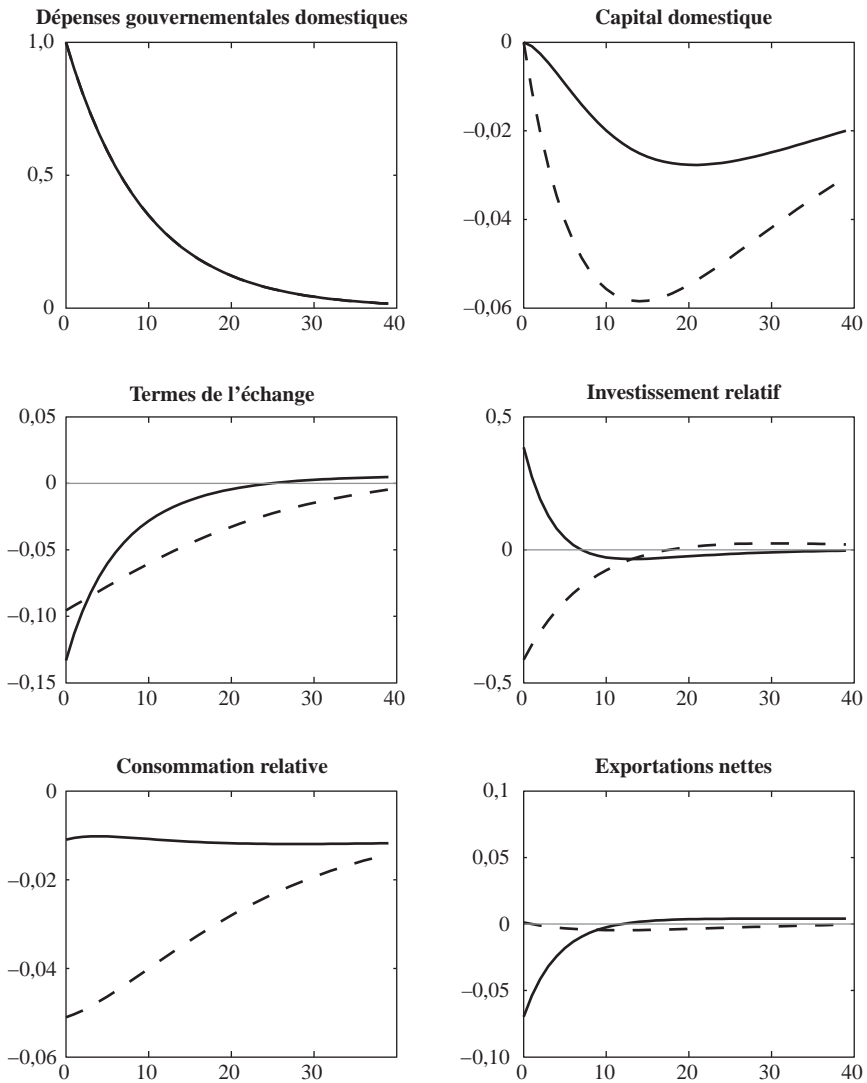 Dépenses gouvernementales domestiques
1,0
0,5
0
0 10 20 30 40
Capital domestique
0
–0,02
–0,04
–0,06
0 10 20 30 40
Termes de l’échange
0,05
0
–0,05
–0,10
–0,15
0 10 20 30 40
Investissement relatif
0,5
0
–0,5
0 10 20 30 40
Consommation relative
0
–0,02
–0,04
–0,06
0 10 20 30 40
Exportations nettes
0,1
0,05
0
–0,05
–0,10
0 10 20 30 40